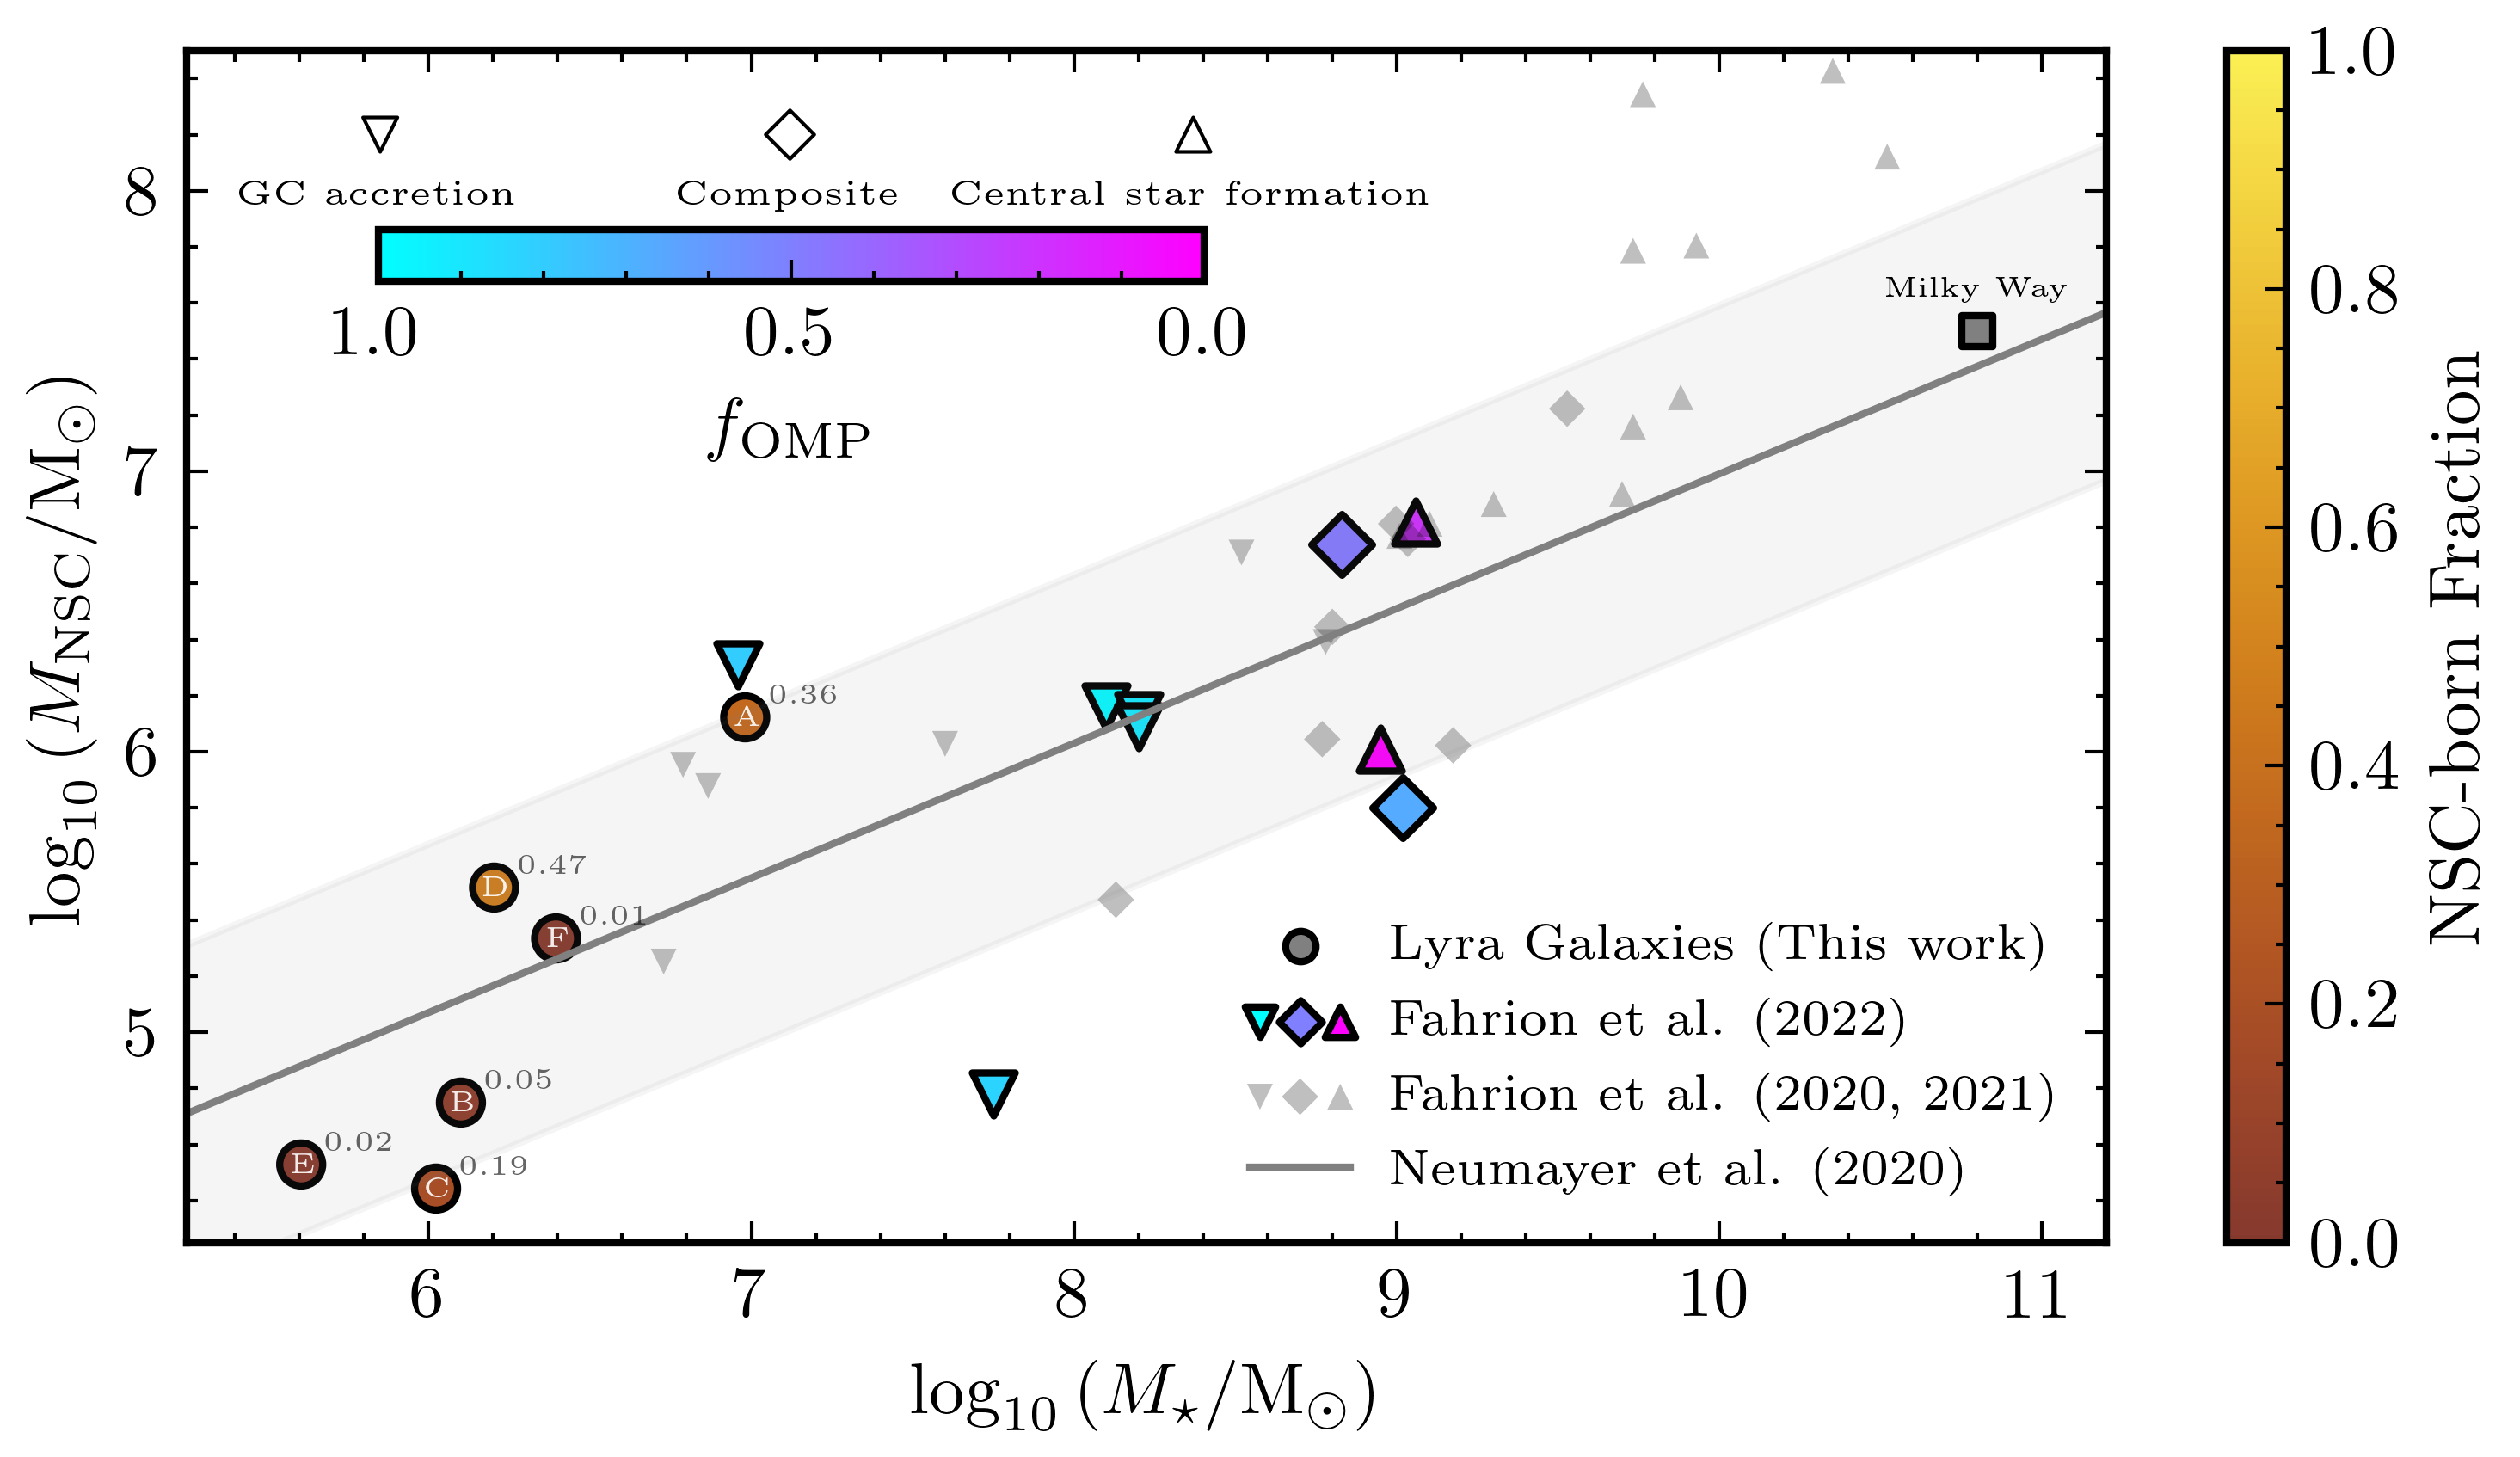 GC accretion
Composite
Central star formation
1.0
0.5
0.0
f_OMP
Milky Way
A
0.36
D
0.47
F
0.01
B
0.05
E
0.02
C
0.19
Lyra Galaxies (This work)
Fahrion et al. (2022)
Fahrion et al. (2020, 2021)
Neumayer et al. (2020)
8
7
6
5
log₁₀ (M_NSC/M_⊙)
6
7
8
9
10
11
log₁₀ (M_⋆/M_⊙)
1.0
0.8
0.6
0.4
0.2
0.0
NSC-born Fraction